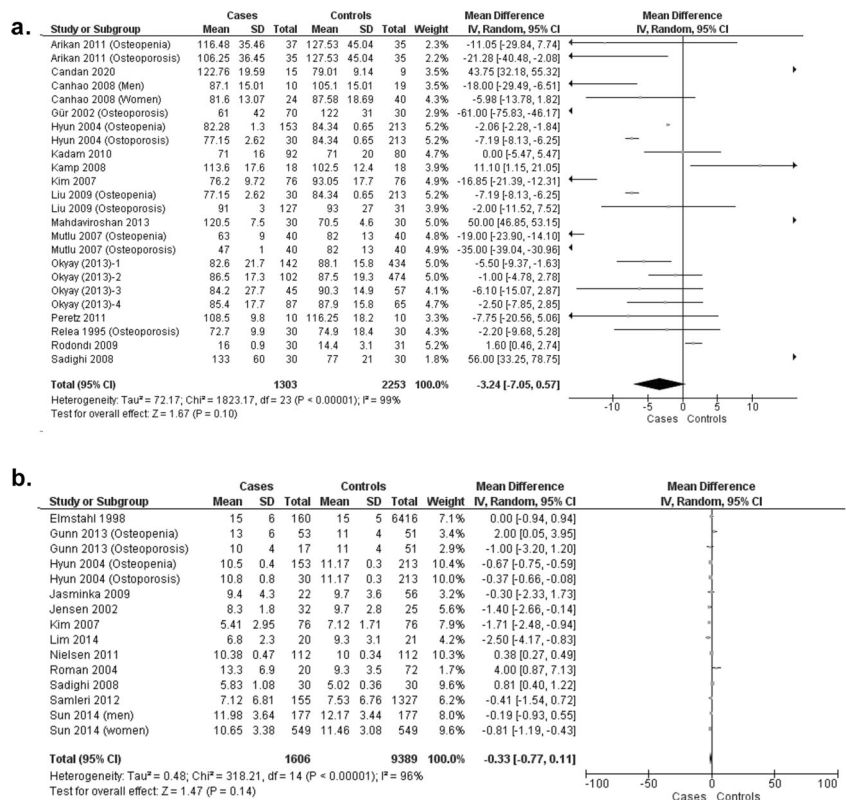 a.
Cases Controls Mean Difference Mean Difference
Study or Subgroup Mean SD Total Mean SD Total Weight IV, Random, 95% CI IV, Random, 95% CI
Arikan 2011 (Osteopenia) 116.48 35.46 37 127.53 45.04 35 2.3% -11.05 [-29.84, 7.74]
Arikan 2011 (Osteoporosis) 106.25 36.45 35 127.53 45.04 35 2.3% -21.28 [-40.48, -2.08]
Candan 2020 122.76 19.59 15 79.01 9.14 9 3.4% 43.75 [32.18, 55.32]
Canhao 2008 (Men) 87.1 15.01 10 105.1 15.01 19 3.4% -18.00 [-29.49, -6.51]
Canhao 2008 (Women) 81.6 13.07 24 87.58 18.69 40 4.2% -5.98 [-13.78, 1.82]
Gür 2002 (Osteoporosis) 61 42 70 122 31 30 2.8% -61.00 [-75.83, -46.17]
Hyun 2004 (Osteopenia) 82.28 1.3 153 84.34 0.65 213 5.2% -2.06 [-2.28, -1.84]
Hyun 2004 (Ostoporosis) 77.15 2.62 30 84.34 0.65 213 5.2% -7.19 [-8.13, -6.25]
Kadam 2010 71 16 92 71 20 80 4.7% 0.00 [-5.47, 5.47]
Kamp 2008 113.6 17.6 18 102.5 12.4 18 3.8% 11.10 [1.15, 21.05]
Kim 2007 76.2 9.72 76 93.05 17.7 76 4.8% -16.85 [-21.39, -12.31]
Liu 2009 (Osteopenia) 77.15 2.62 30 84.34 0.65 213 5.2% -7.19 [-8.13, -6.25]
Liu 2009 (Osteoporosis) 91 3 127 93 27 31 3.8% -2.00 [-11.52, 7.52]
Mahdaviroshan 2013 120.5 7.5 30 70.5 4.6 30 5.0% 50.00 [46.85, 53.15]
Mutlu 2007 (Osteopenia) 63 9 40 82 13 40 4.8% -19.00 [-23.90, -14.10]
Mutlu 2007 (Osteoporosis) 47 1 40 82 13 40 4.9% -35.00 [-39.04, -30.96]
Okyay (2013)-1 82.6 21.7 142 88.1 15.8 434 4.9% -5.50 [-9.37, -1.63]
Okyay (2013)-2 86.5 17.3 102 87.5 19.3 474 4.9% -1.00 [-4.78, 2.78]
Okyay (2013)-3 84.2 27.7 45 90.3 14.9 57 4.0% -6.10 [-15.07, 2.87]
Okyay (2013)-4 85.4 17.7 87 87.9 15.8 65 4.7% -2.50 [-7.85, 2.85]
Peretz 2011 108.5 9.8 10 116.25 18.2 10 3.2% -7.75 [-20.56, 5.06]
Relea 1995 (Osteoporosis) 72.7 9.9 30 74.9 18.4 30 4.3% -2.20 [-9.68, 5.28]
Rodondi 2009 16 0.9 30 14.4 3.1 31 5.2% 1.60 [0.46, 2.74]
Sadighi 2008 133 60 30 77 21 30 1.8% 56.00 [33.25, 78.75]
Total (95% CI) 1303 2253 100.0% -3.24 [-7.05, 0.57]
Heterogeneity: Tau² = 72.17; Chi² = 1823.17, df = 23 (P < 0.00001); I² = 99%
Test for overall effect: Z = 1.67 (P = 0.10)
-10 -5 0 5 10
Cases Controls
b.
Cases Controls Mean Difference Mean Difference
Study or Subgroup Mean SD Total Mean SD Total Weight IV, Random, 95% CI IV, Random, 95% CI
Elmstahl 1998 15 6 160 15 5 6416 7.1% 0.00 [-0.94, 0.94]
Gunn 2013 (Osteopenia) 13 6 53 11 4 51 3.4% 2.00 [0.05, 3.95]
Gunn 2013 (Osteoporosis) 10 4 17 11 4 51 2.9% -1.00 [-3.20, 1.20]
Hyun 2004 (Osteopenia) 10.5 0.4 153 11.17 0.3 213 10.4% -0.67 [-0.75, -0.59]
Hyun 2004 (Ostoporosis) 10.8 0.8 30 11.17 0.3 213 10.0% -0.37 [-0.66, -0.08]
Jasminka 2009 9.4 4.3 22 9.7 3.6 56 3.2% -0.30 [-2.33, 1.73]
Jensen 2002 8.3 1.8 32 9.7 2.8 25 5.6% -1.40 [-2.66, -0.14]
Kim 2007 5.41 2.95 76 7.12 1.71 76 7.9% -1.71 [-2.48, -0.94]
Lim 2014 6.8 2.3 20 9.3 3.1 21 4.2% -2.50 [-4.17, -0.83]
Nielsen 2011 10.38 0.47 112 10 0.34 112 10.4% 0.38 [0.27, 0.49]
Roman 2004 13.3 6.9 20 9.3 3.5 72 1.7% 4.00 [0.87, 7.13]
Sadighi 2008 5.83 1.08 30 5.02 0.36 30 9.6% 0.81 [0.40, 1.22]
Samleri 2012 7.12 6.81 155 7.53 6.76 1327 6.2% -0.41 [-1.54, 0.72]
Sun 2014 (men) 11.98 3.64 177 12.17 3.44 177 8.0% -0.19 [-0.93, 0.55]
Sun 2014 (women) 10.65 3.38 549 11.46 3.08 549 9.6% -0.81 [-1.19, -0.43]
Total (95% CI) 1606 9389 100.0% -0.33 [-0.77, 0.11]
Heterogeneity: Tau² = 0.48; Chi² = 318.21, df = 14 (P < 0.00001); I² = 96%
Test for overall effect: Z = 1.47 (P = 0.14)
-100 -50 0 50 100
Cases Controls